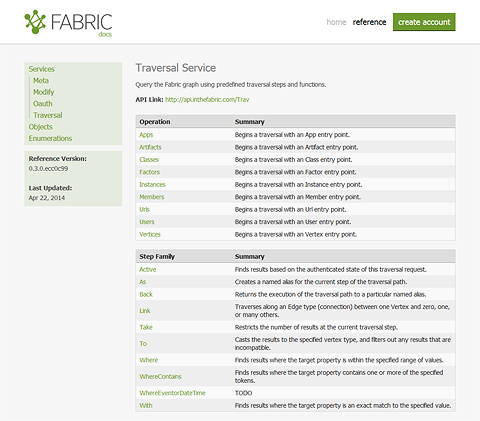 FABRIC
docs
home reference create account
Services
Meta
Modify
Oauth
Traversal
Objects
Enumerations
Reference Version:
0.3.0.ecc0c99
Last Updated:
Apr 22, 2014
Traversal Service
Query the Fabric graph using predefined traversal steps and functions.
API Link: http://api.inthefabric.com/Trav
Operation Summary
Apps Begins a traversal with an App entry point.
Artifacts Begins a traversal with an Artifact entry point.
Classes Begins a traversal with an Class entry point.
Factors Begins a traversal with an Factor entry point.
Instances Begins a traversal with an Instance entry point.
Members Begins a traversal with an Member entry point.
Urls Begins a traversal with an Url entry point.
Users Begins a traversal with an User entry point.
Vertices Begins a traversal with an Vertex entry point.
Step Family Summary
Active Finds results based on the authenticated state of this traversal request.
As Creates a named alias for the current step of the traversal path.
Back Returns the execution of the traversal path to a particular named alias.
Link Traverses along an Edge type (connection) between one Vertex and zero, one,
or many others.
Take Restricts the number of results at the current traversal step.
To Casts the results to the specified vertex type, and filters out any results that are
incompatible.
Where Finds results where the target property is within the specified range of values.
WhereContains Finds results where the target property contains one or more of the specified
tokens.
WhereEventorDateTime TODO
With Finds results where the target property is an exact match to the specified value.